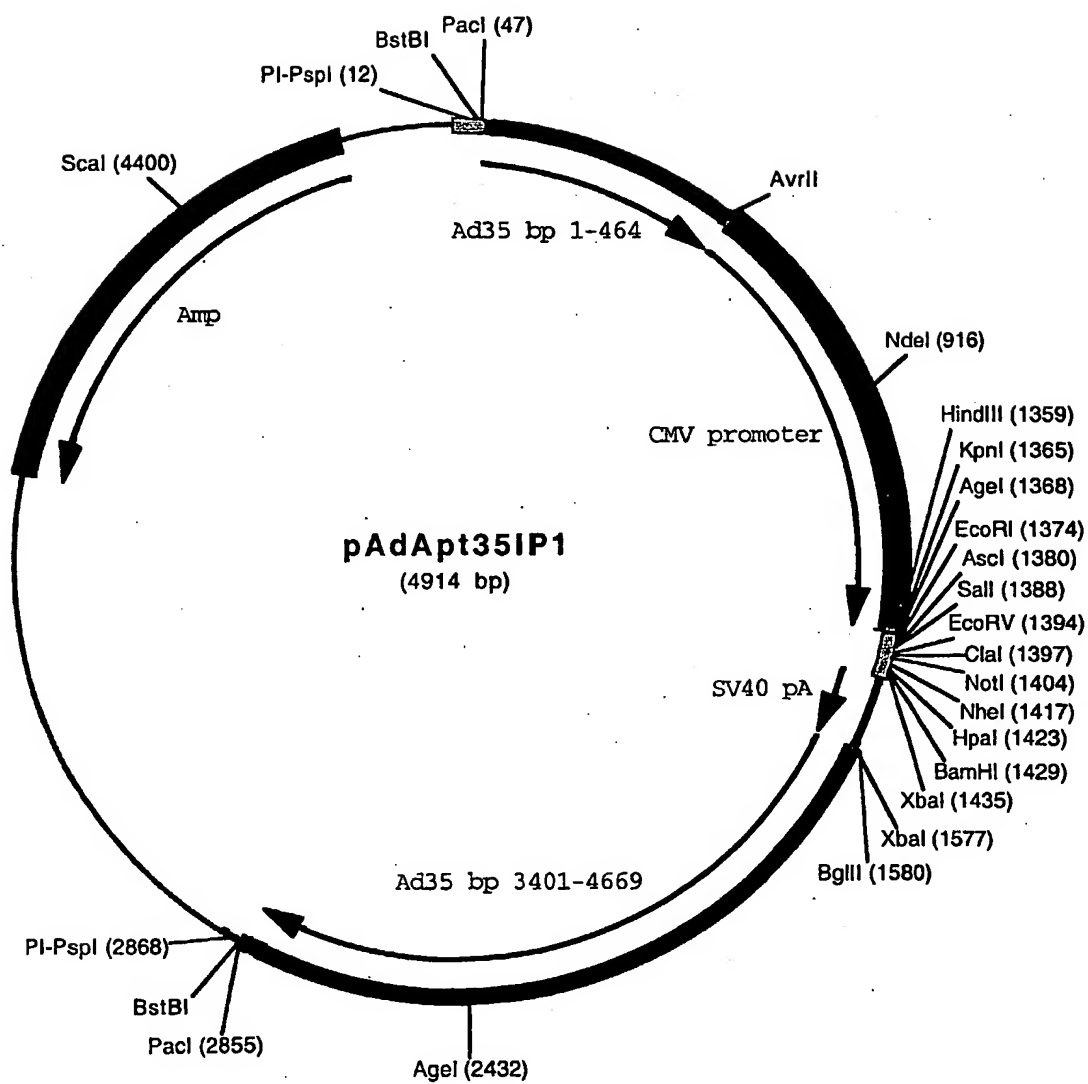 PacI (47)
BstBI
PI-PspI (12)
ScaI (4400)
AvrII
Ad35 bp 1-464
Amp
NdeI (916)
HindIII (1359)
CMV promoter
KpnI (1365)
AgeI (1368)
EcoRI (1374)
pAdApt35IP1
AscI (1380)
(4914 bp)
SalI (1388)
EcoRV (1394)
ClaI (1397)
SV40 pA
NotI (1404)
NheI (1417)
HpaI (1423)
BamHI (1429)
XbaI (1435)
XbaI (1577)
BglII (1580)
Ad35 bp 3401-4669
PI-PspI (2868)
BstBI
PacI (2855)
AgeI (2432)